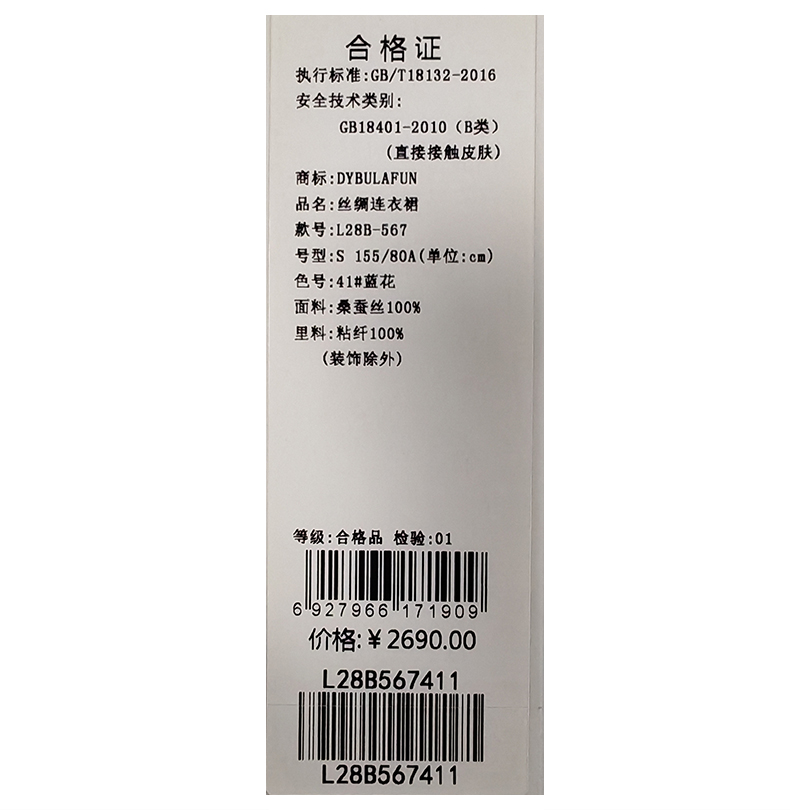 合格证
执行标准:GB/T18132-2016
安全技术类别:
GB18401-2010（B类）
(直接接触皮肤)
商标:DYBULAFUN
品名:丝绸连衣裙
款号:L28B-567
号型:S 155/80A(单位:cm)
色号:41#蓝花
面料:桑蚕丝100%
里料:粘纤100%
(装饰除外)
等级:合格品 检验:01
6 927966 171909
价格:￥2690.00
L28B567411
L28B567411